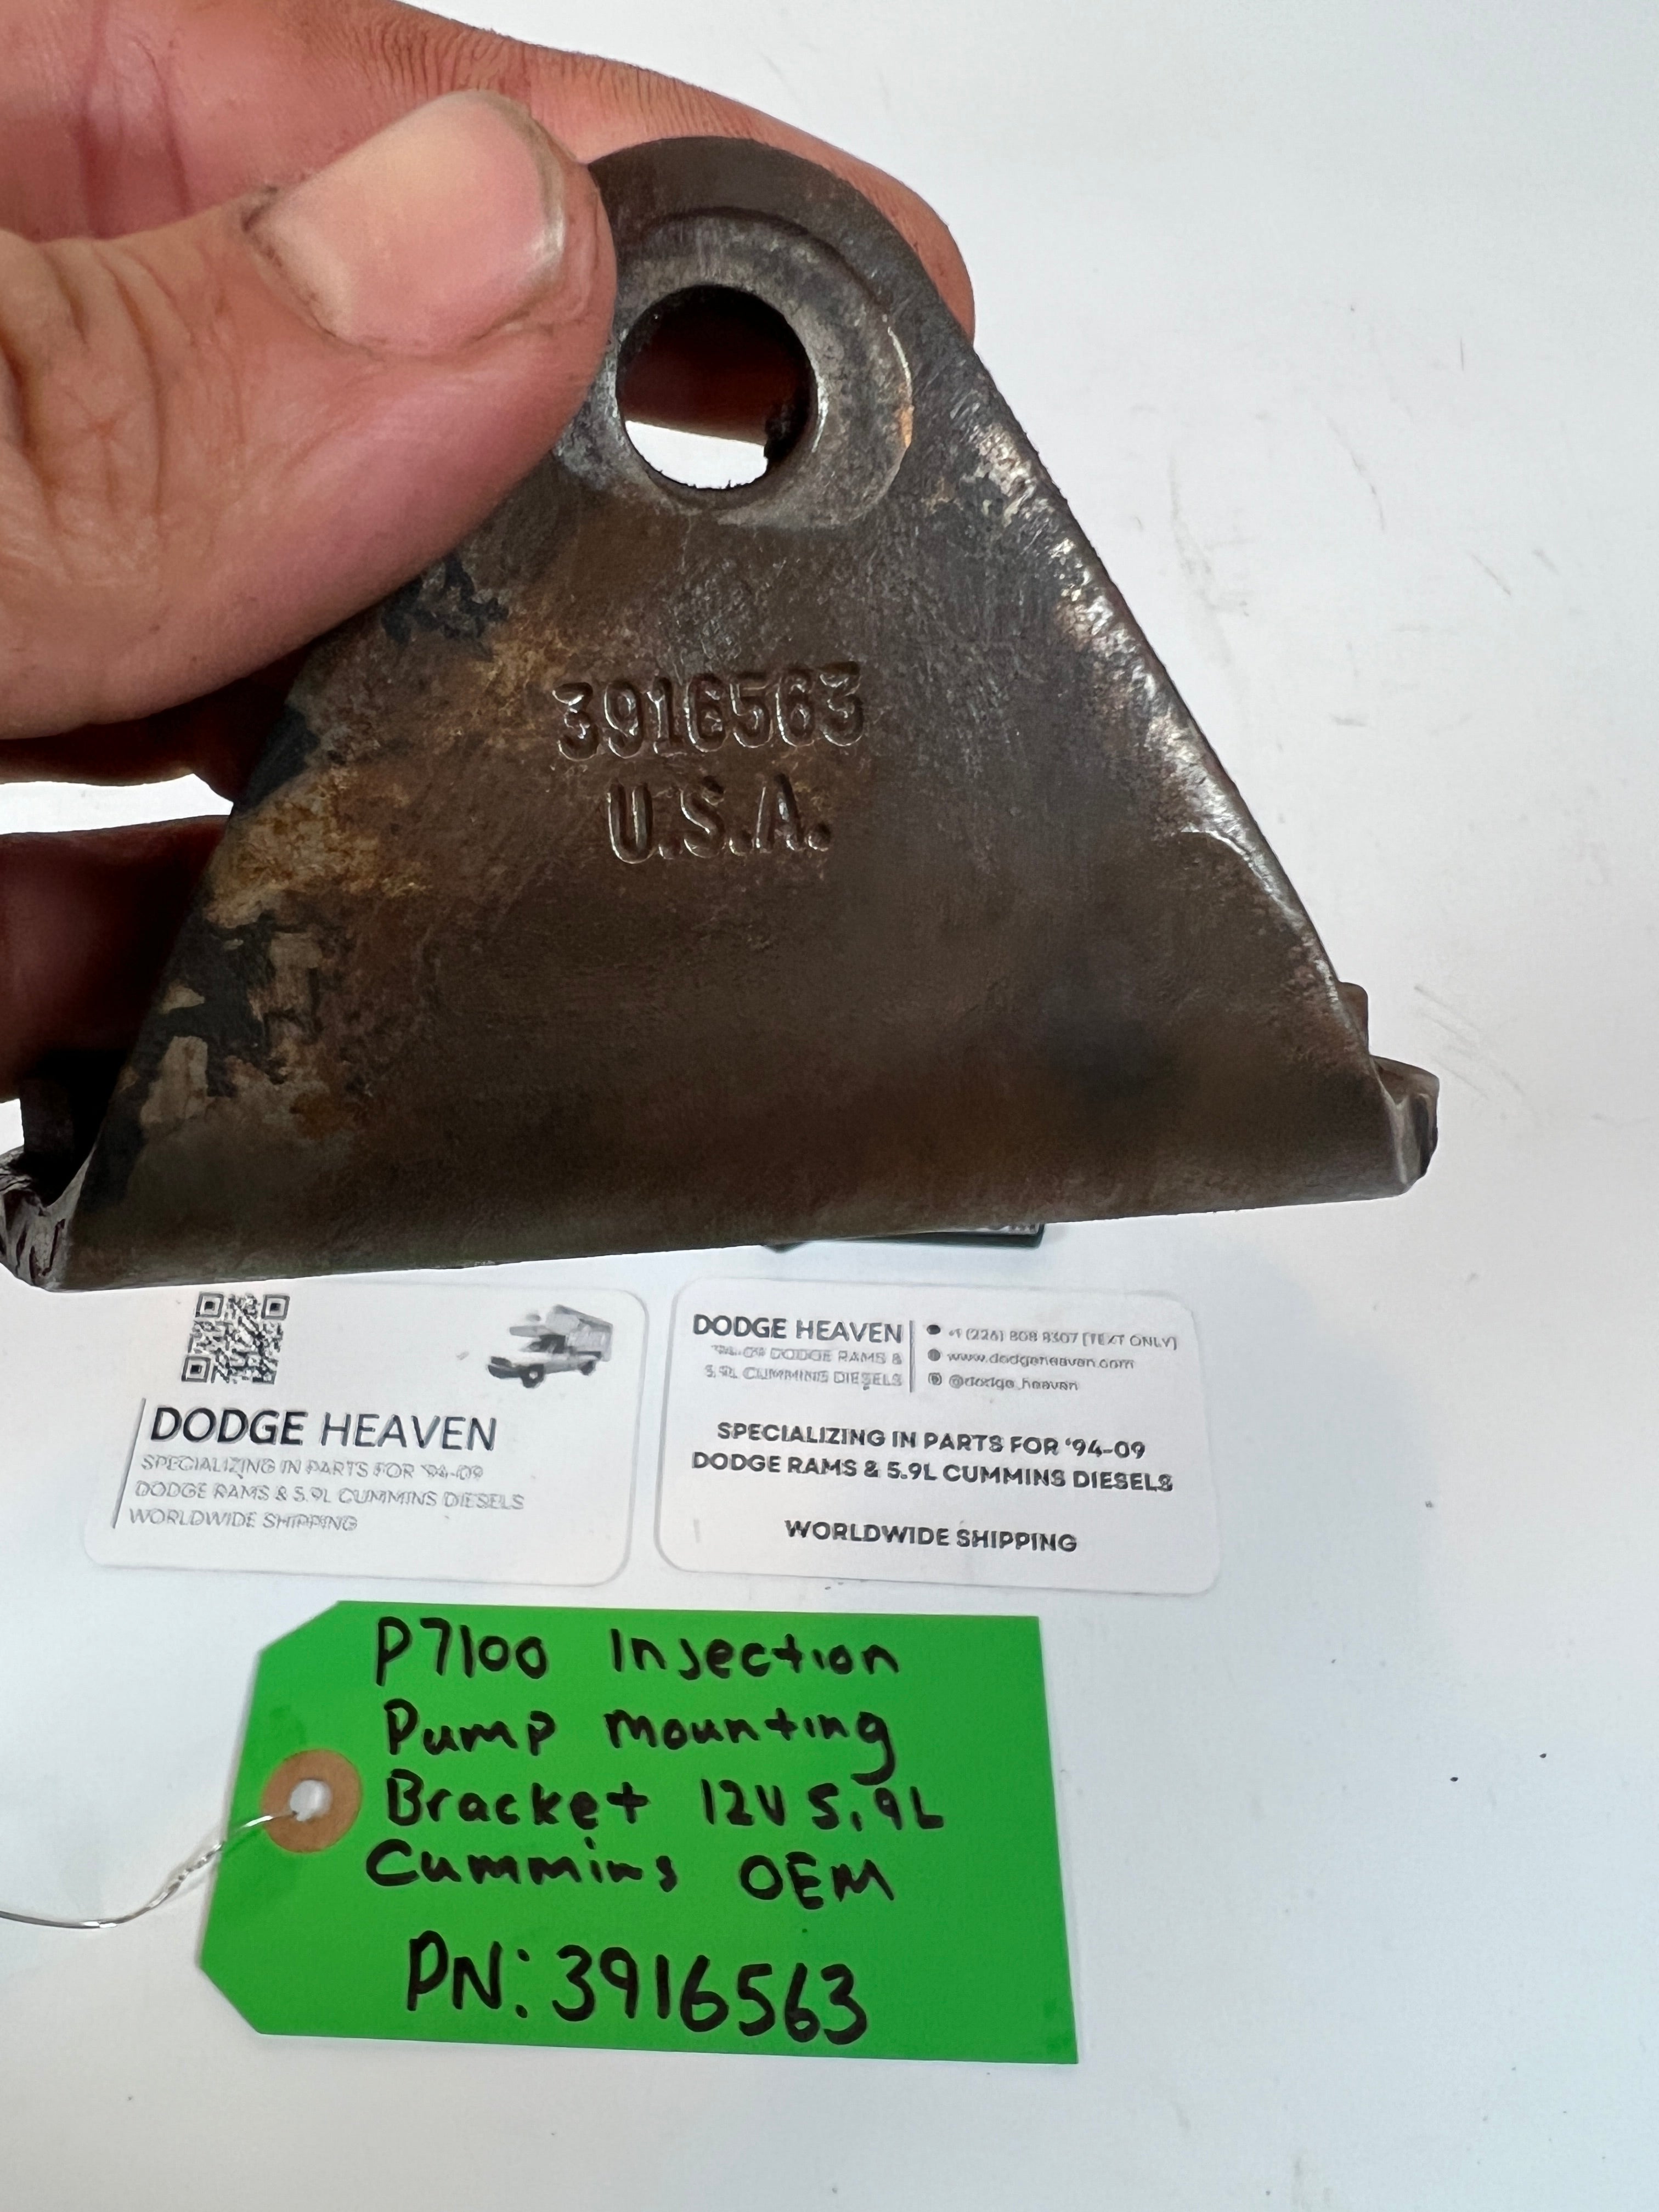 3916563
U.S.A.
DODGE HEAVEN
SPECIALIZING IN PARTS FOR '94-09
DODGE RAMS & 5.9L CUMMINS DIESELS
WORLDWIDE SHIPPING
DODGE HEAVEN
'94-09 DODGE RAMS &
5.9L CUMMINS DIESELS
+1 (226) 808 8307 [TEXT ONLY]
www.dodgeheaven.com
@dodge_heaven
SPECIALIZING IN PARTS FOR '94-09
DODGE RAMS & 5.9L CUMMINS DIESELS
WORLDWIDE SHIPPING
P7100 Injection
Pump mounting
Bracket 12V 5.9L
Cummins OEM
PN: 3916563